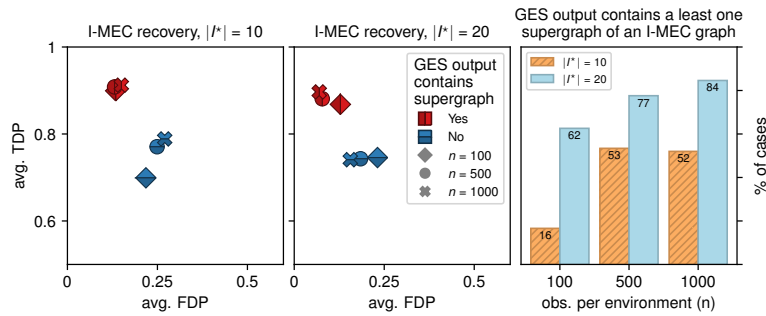 I-MEC recovery, |I⋆| = 10
I-MEC recovery, |I⋆| = 20
GES output contains a least one
supergraph of an I-MEC graph
avg. TDP
1
0.8
0.6
0
0.25
0.5
avg. FDP
GES output
contains
supergraph
Yes
No
n = 100
n = 500
n = 1000
0
0.25
0.5
avg. FDP
|I⋆| = 10
|I⋆| = 20
16
62
53
77
52
84
100
500
1000
obs. per environment (n)
% of cases